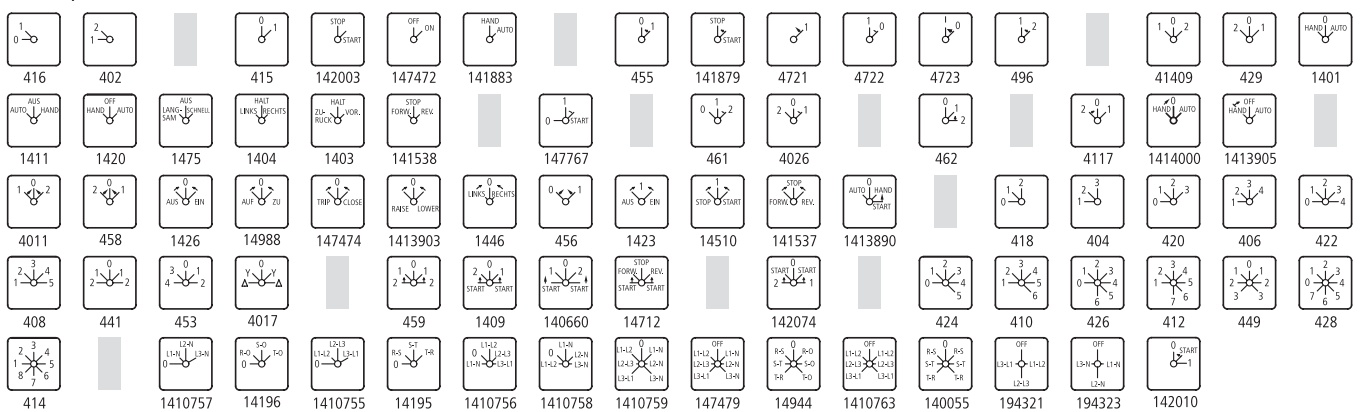 1 0
2 1
0 1
STOP START
OFF ON
HAND AUTO
0 1
STOP START
1
1 0
I 0
1 2
0 1 2
0 2 1
0 HAND AUTO
416 402 415 142003 147472 141883 455 141879 4721 4722 4723 496 41409 429 1401
AUS AUTO HAND
OFF HAND AUTO
AUS LANG-SAM SCHNELL
HALT LINKS RECHTS
HALT ZU-RUCK VOR.
STOP FORW. REV.
1 0 START
0 1 2
0 2 1
0 1 2
0 2 1
0 HAND AUTO
OFF HAND AUTO
1411 1420 1475 1404 1403 141538 147767 461 4026 462 4117 1414000 1413905
0 1 2
0 2 1
0 AUS EIN
0 AUF ZU
0 TRIP CLOSE
0 RAISE LOWER
0 LINKS RECHTS
0 1
1 AUS EIN
1 0 STOP START
STOP FORW. REV.
0 AUTO HAND START
2 1 0
3 2 1
0 1 2 3
2 3 1 4
2 1 3 0 4
4011 458 1426 14988 147474 1413903 1446 456 1423 14510 141537 1413890 418 404 420 406 422
3 2 4 1 5
0 1 1 2 2
0 3 1 4 2
0 Y Y Δ Δ
0 1 1 2 2
0 2 1 START START
0 1 2 START START
STOP FORW. REV. START START
0 START START 2 1
2 1 3 0 4 5
3 2 4 1 5
2 1 3 0 4 6 5
3 2 4 1 5 7 6
0 1 1 2 2 3 3
2 1 3 0 4 7 6 5
408 441 453 4017 459 1409 140660 14712 142074 424 410 426 412 449 428
3 2 4 1 5 8 7 6
L2-N L1-N L3-N 0
S-O R-O T-O 0
L2-L3 L1-L2 L3-L1 0
S-T R-S T-R 0
L1-L2 0 L2-L3 L1-N L3-L1
L1-N 0 L2-N L3-N
0 L1-L2 L1-N L2-L3 L2-N L3-L1 L3-N
OFF L1-L2 L1-N L2-L3 L2-N L3-L1 L3-N
0 R-S R-O S-T S-O T-R T-O
OFF L1-L2 L1-L2 L2-L3 L2-L3 L3-L1 L3-L1
0 R-S R-S S-T S-T T-R T-R
OFF L3-L1 L1-L2 L2-L3
OFF L3-N L1-N L2-N
0 START 1
414 1410757 14196 1410755 14195 1410756 1410758 1410759 147479 14944 1410763 140055 194321 194323 142010